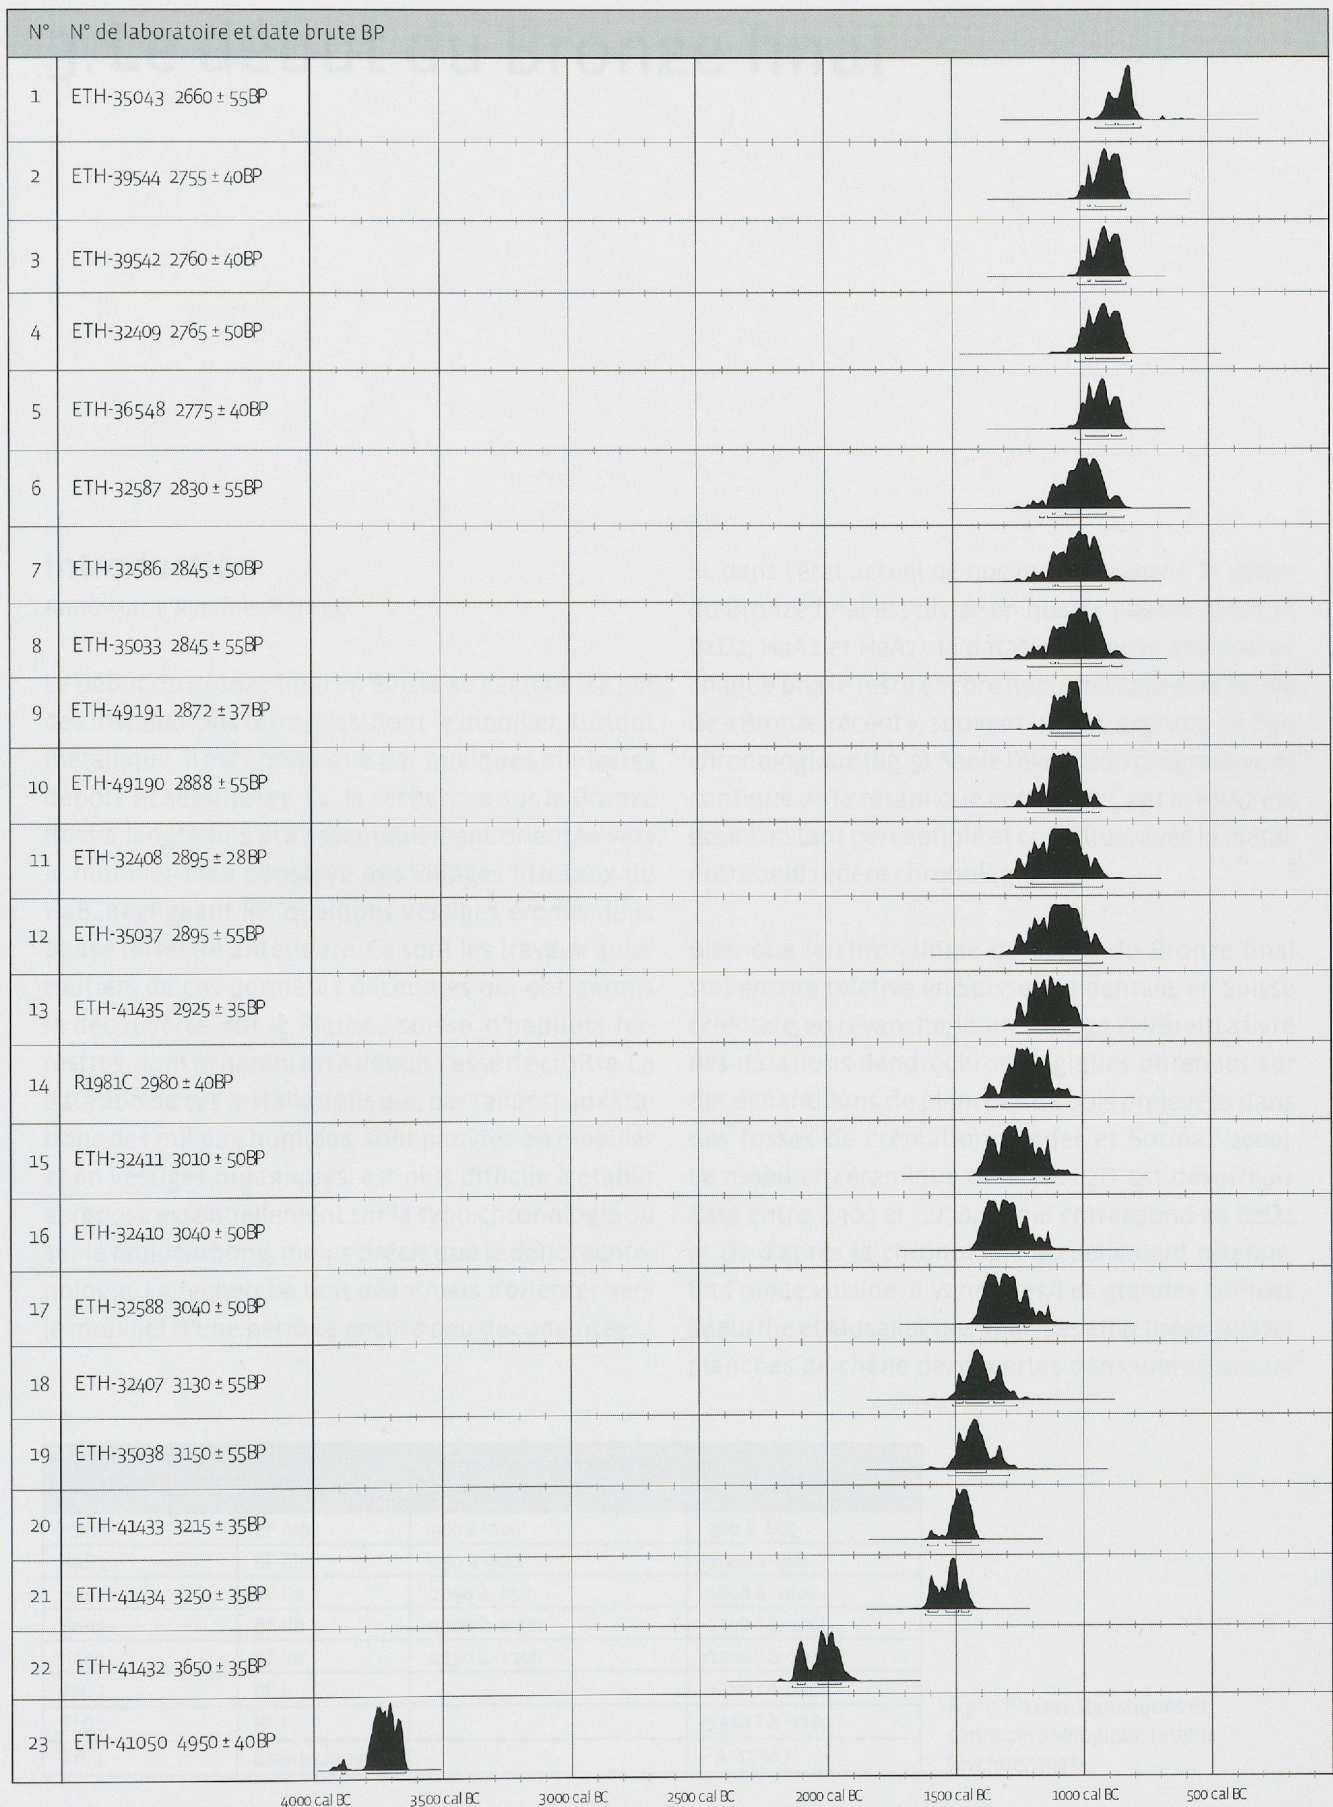 N° N° de laboratoire et date brute BP
1 ETH-35043 2660 ± 55BP
2 ETH-39544 2755 ± 40BP
3 ETH-39542 2760 ± 40BP
4 ETH-32409 2765 ± 50BP
5 ETH-36548 2775 ± 40BP
6 ETH-32587 2830 ± 55BP
7 ETH-32586 2845 ± 50BP
8 ETH-35033 2845 ± 55BP
9 ETH-49191 2872 ± 37BP
10 ETH-49190 2888 ± 55BP
11 ETH-32408 2895 ± 28BP
12 ETH-35037 2895 ± 55BP
13 ETH-41435 2925 ± 35BP
14 R1981C 2980 ± 40BP
15 ETH-32411 3010 ± 50BP
16 ETH-32410 3040 ± 50BP
17 ETH-32588 3040 ± 50BP
18 ETH-32407 3130 ± 55BP
19 ETH-35038 3150 ± 55BP
20 ETH-41433 3215 ± 35BP
21 ETH-41434 3250 ± 35BP
22 ETH-41432 3650 ± 35BP
23 ETH-41050 4950 ± 40BP
4000 cal BC 3500 cal BC 3000 cal BC 2500 cal BC 2000 cal BC 1500 cal BC 1000 cal BC 500 cal BC